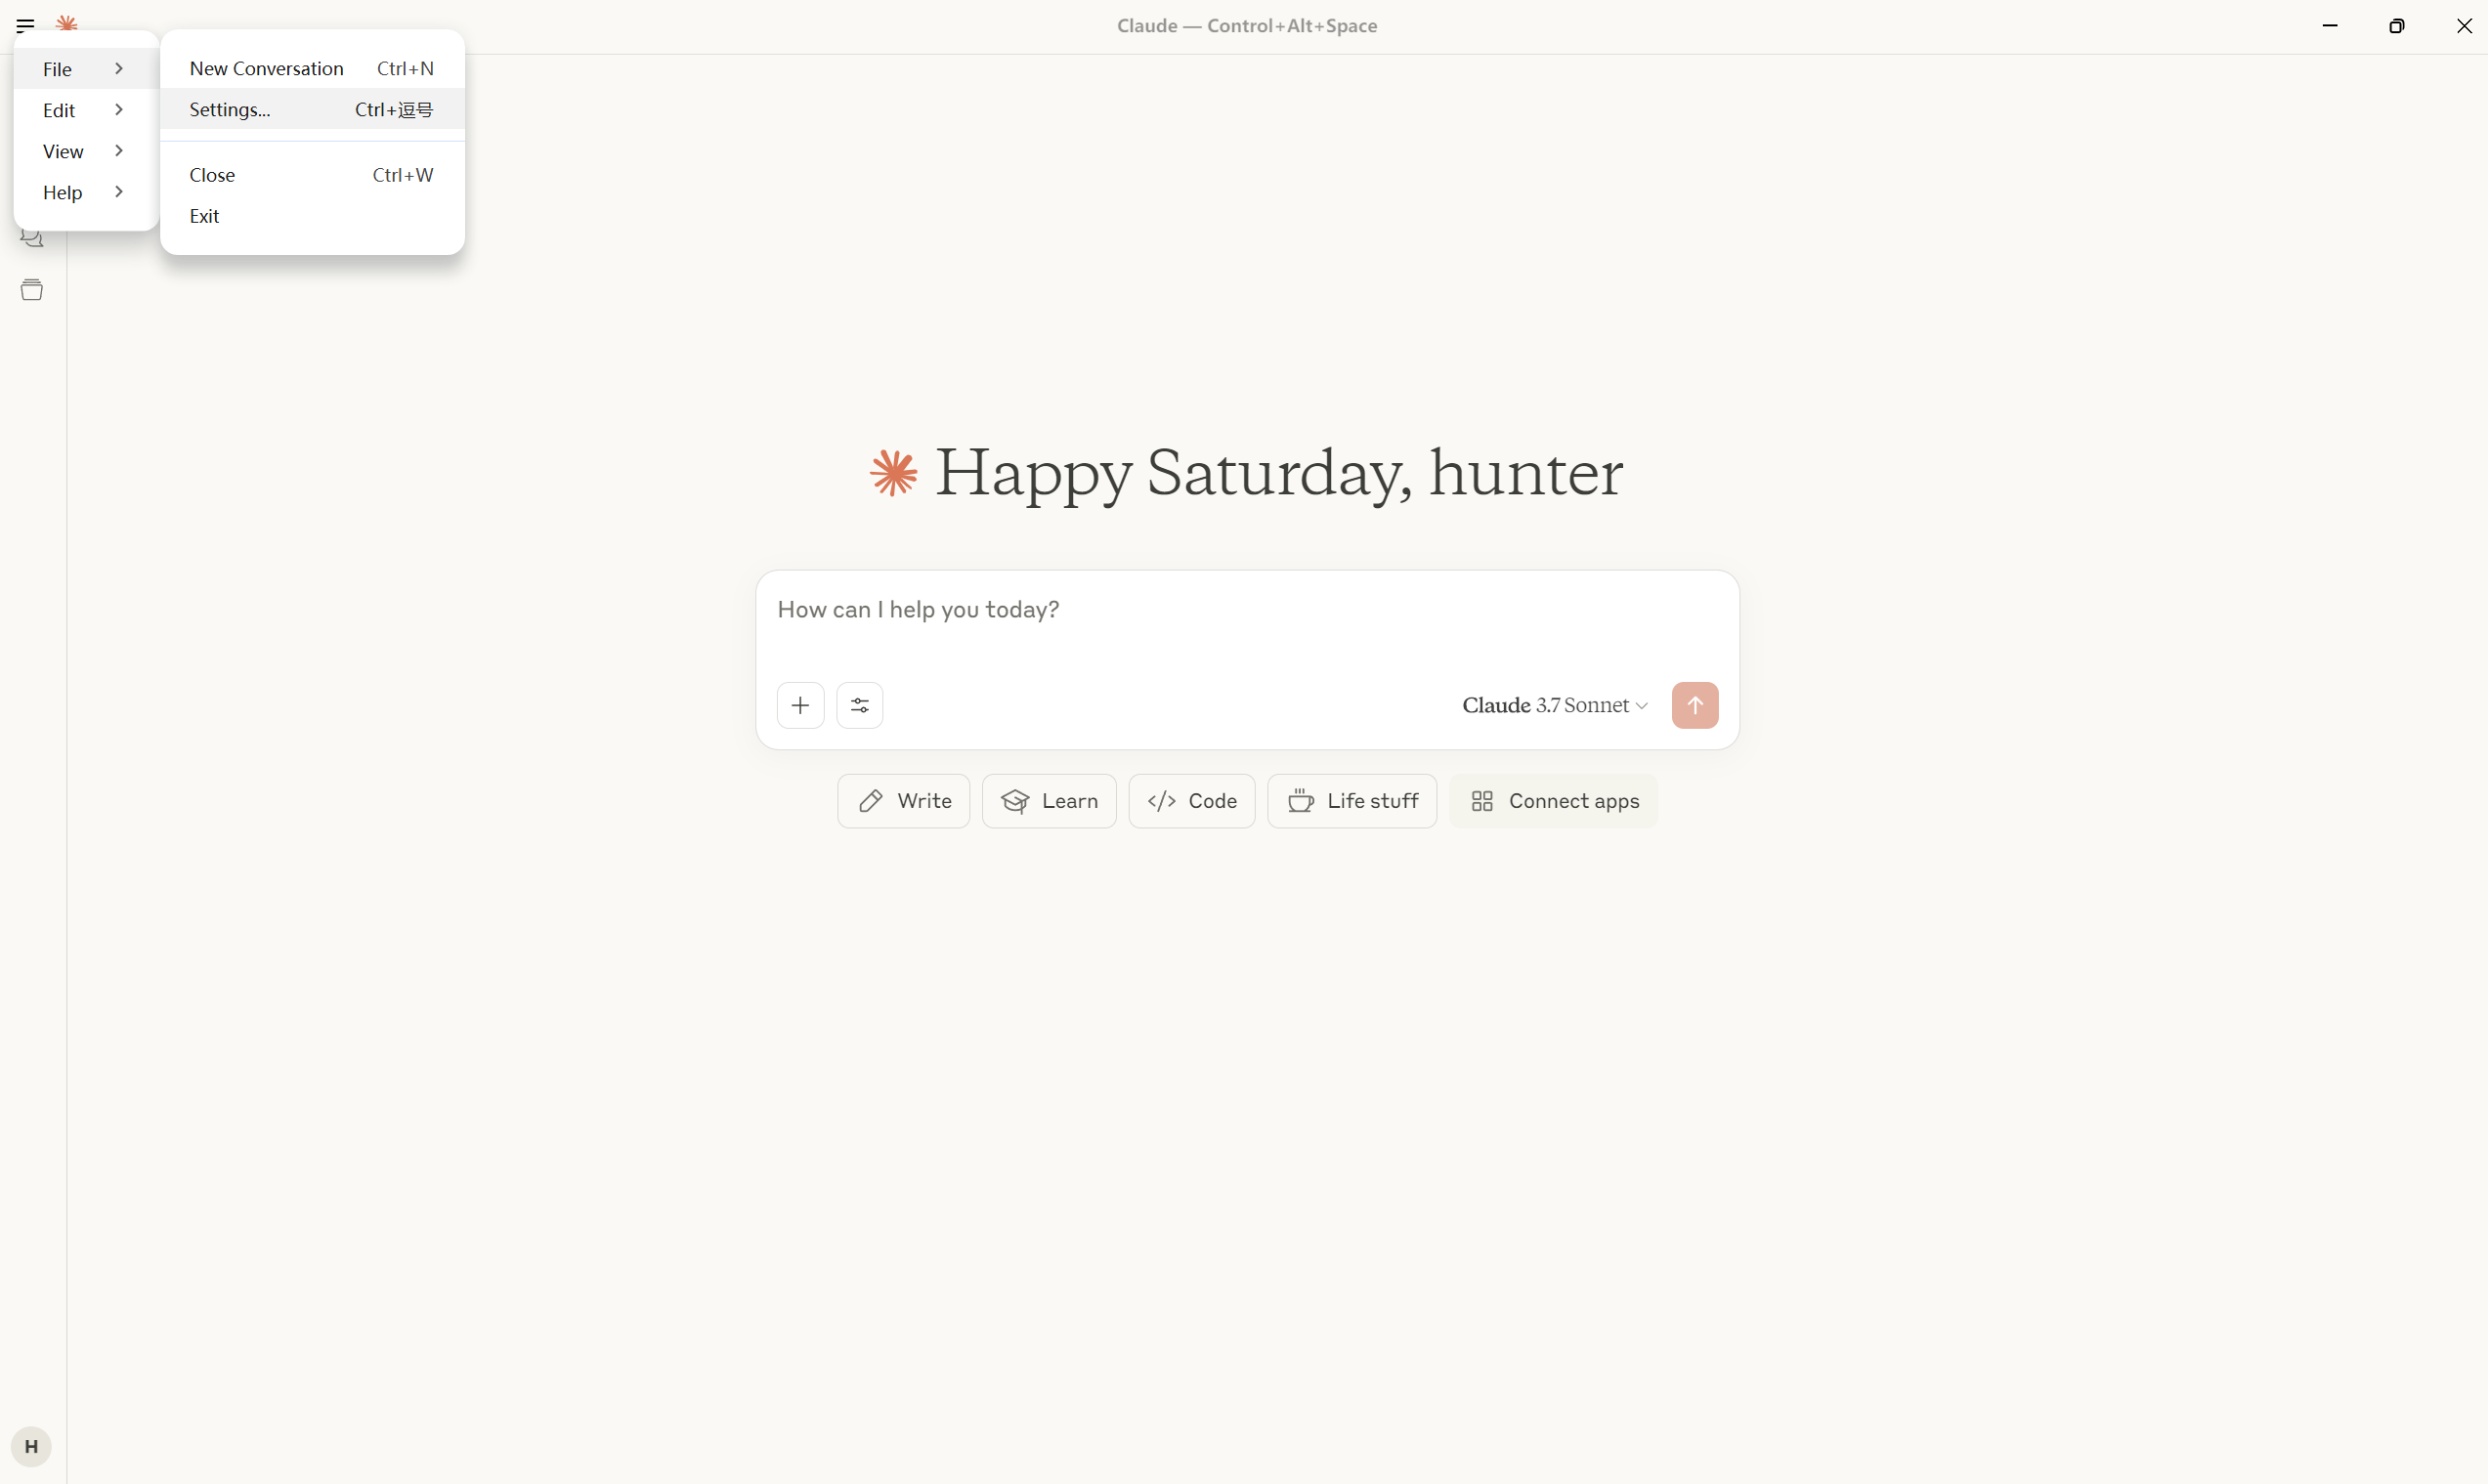 Claude — Control+Alt+Space
File
Edit
View
Help
New Conversation Ctrl+N
Settings... Ctrl+逗号
Close Ctrl+W
Exit
Happy Saturday, hunter
How can I help you today?
Claude 3.7 Sonnet
Write Learn Code Life stuff Connect apps
H